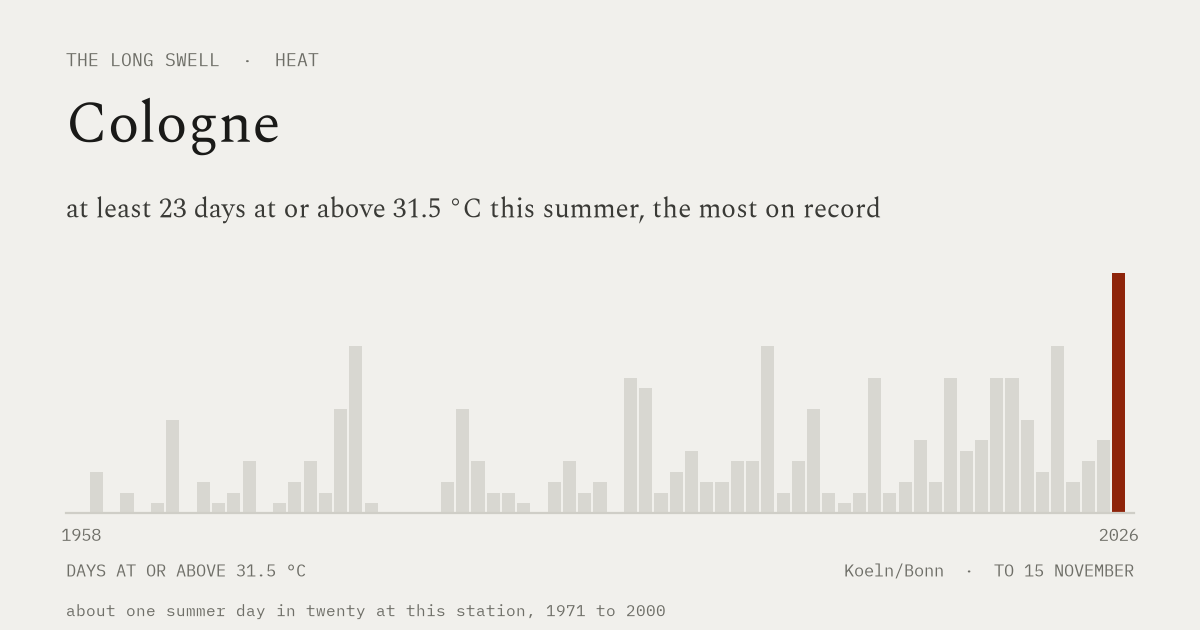 THE LONG SWELL · HEAT
Cologne
at least 23 days at or above 31.5 °C this summer, the most on record
1958
2026
DAYS AT OR ABOVE 31.5 °C
Koeln/Bonn · TO 15 NOVEMBER
about one summer day in twenty at this station, 1971 to 2000